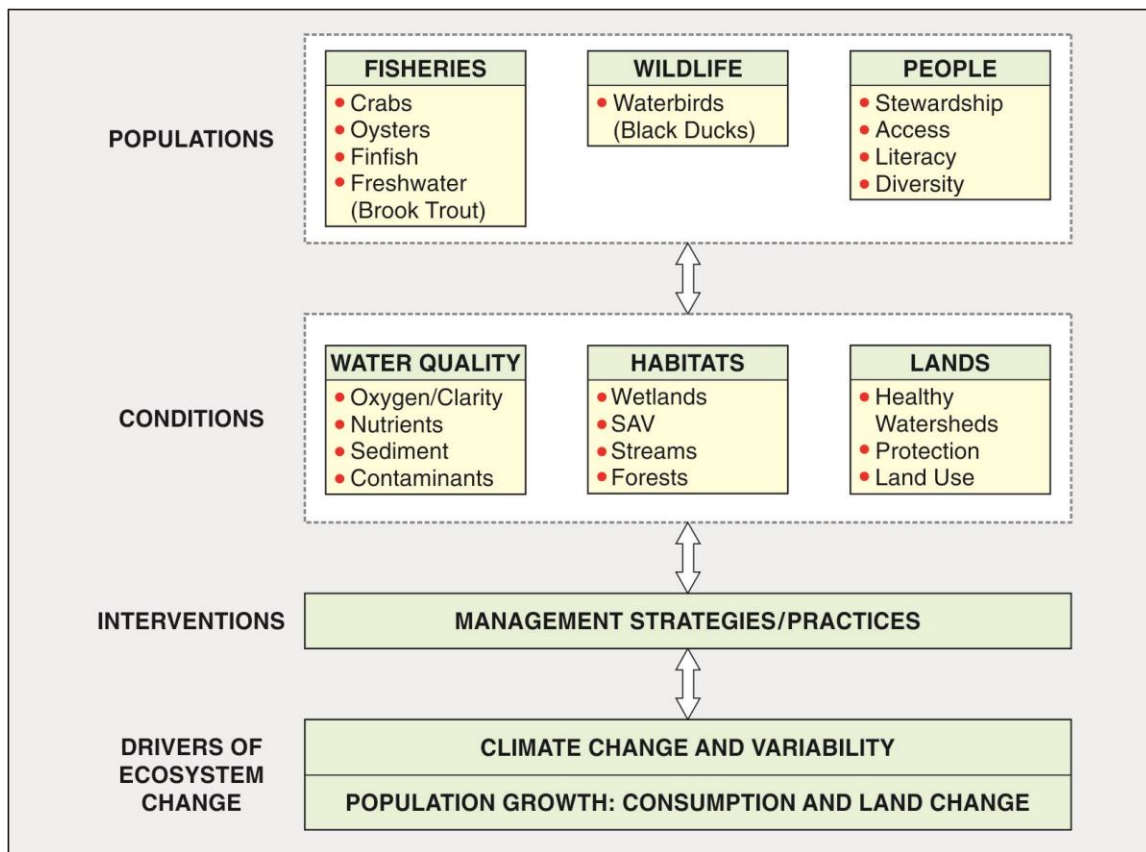 POPULATIONS
FISHERIES
• Crabs
• Oysters
• Finfish
• Freshwater
(Brook Trout)
WILDLIFE
• Waterbirds
(Black Ducks)
PEOPLE
• Stewardship
• Access
• Literacy
• Diversity
CONDITIONS
WATER QUALITY
• Oxygen/Clarity
• Nutrients
• Sediment
• Contaminants
HABITATS
• Wetlands
• SAV
• Streams
• Forests
LANDS
• Healthy
Watersheds
• Protection
• Land Use
INTERVENTIONS
MANAGEMENT STRATEGIES/PRACTICES
DRIVERS OF
ECOSYSTEM
CHANGE
CLIMATE CHANGE AND VARIABILITY
POPULATION GROWTH: CONSUMPTION AND LAND CHANGE